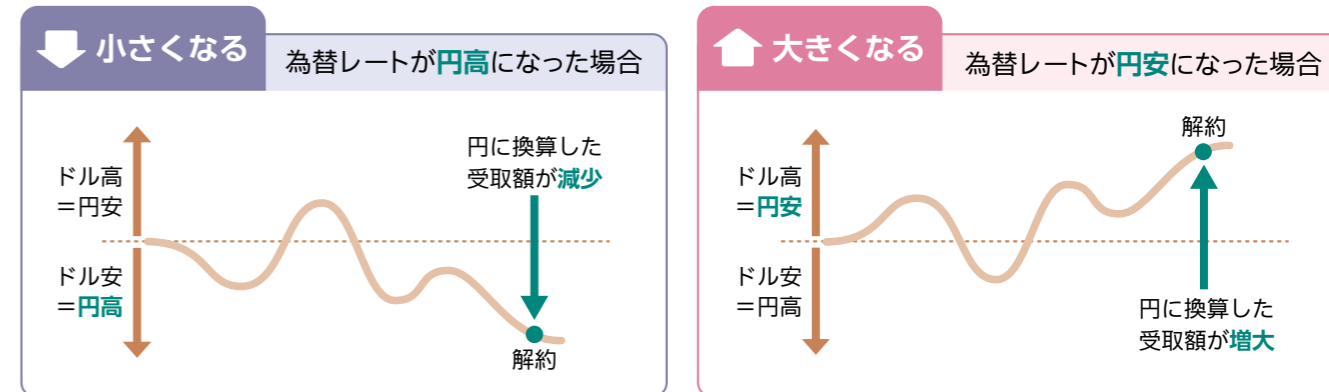 小さくなる
為替レートが円高になった場合
ドル高
＝円安
ドル安
＝円高
円に換算した
受取額が減少
解約
大きくなる
為替レートが円安になった場合
ドル高
＝円安
ドル安
＝円高
解約
円に換算した
受取額が増大